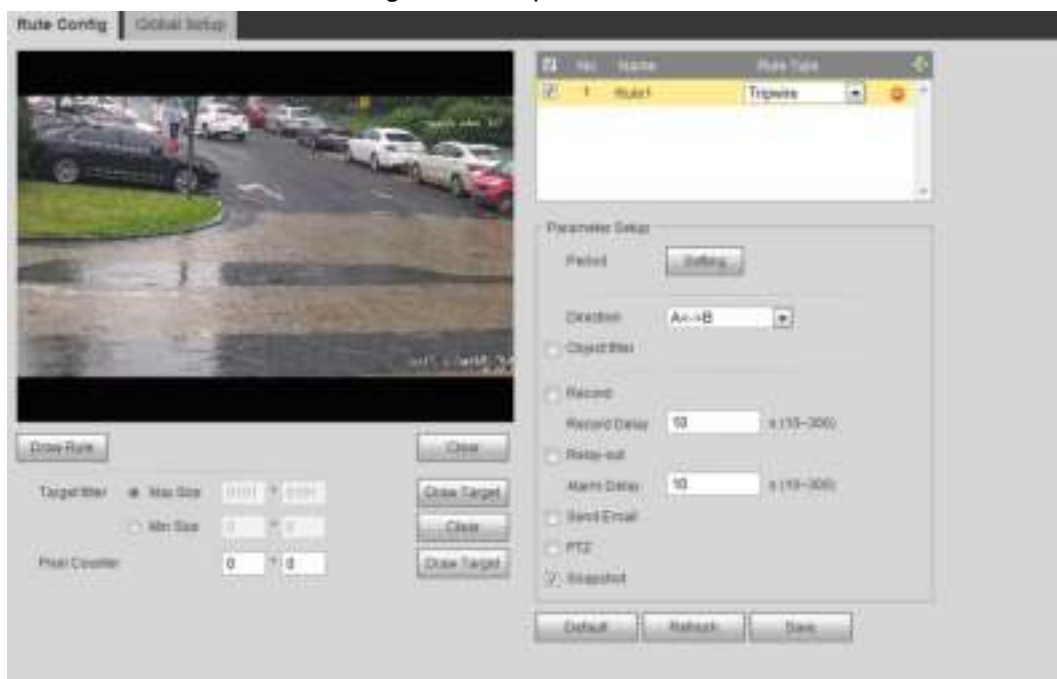 Rule Config Global Setup
No. Name Rule Type
1 Rule1 Tripwire
Parameter Setup
Period Setting
Direction A<->B
Object filter
Record
Record Delay 10 s (10~300)
Relay-out
Alarm Delay 10 s (10~300)
Send Email
PTZ
Snapshot
Default Refresh Save
Draw Rule Clear
Target filter Max Size * Draw Target
Min Size 0 * 0 Clear
Pixel Counter 0 * 0 Draw Target